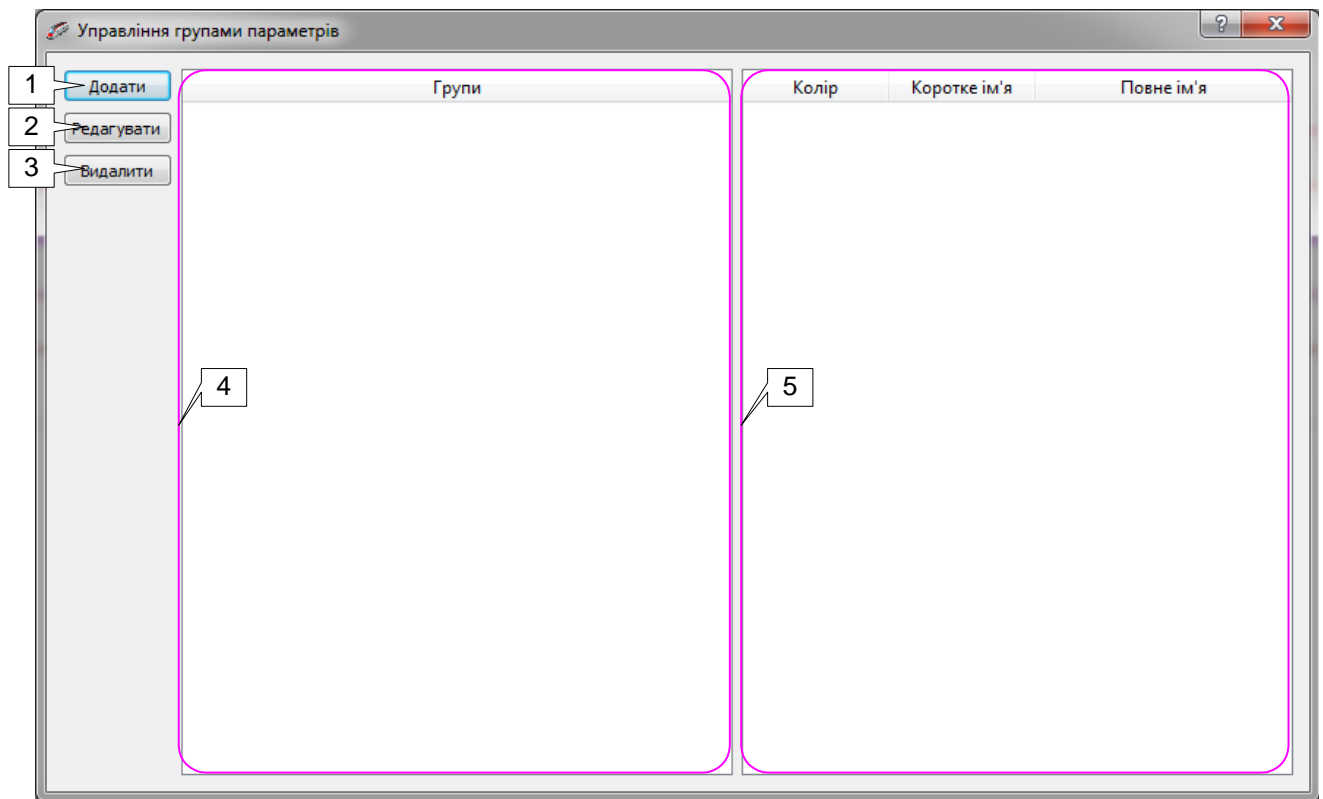 Управління групами параметрів
1 Додати Групи Колір Коротке ім'я Повне ім'я
2 Редагувати
3 Видалити
4 5